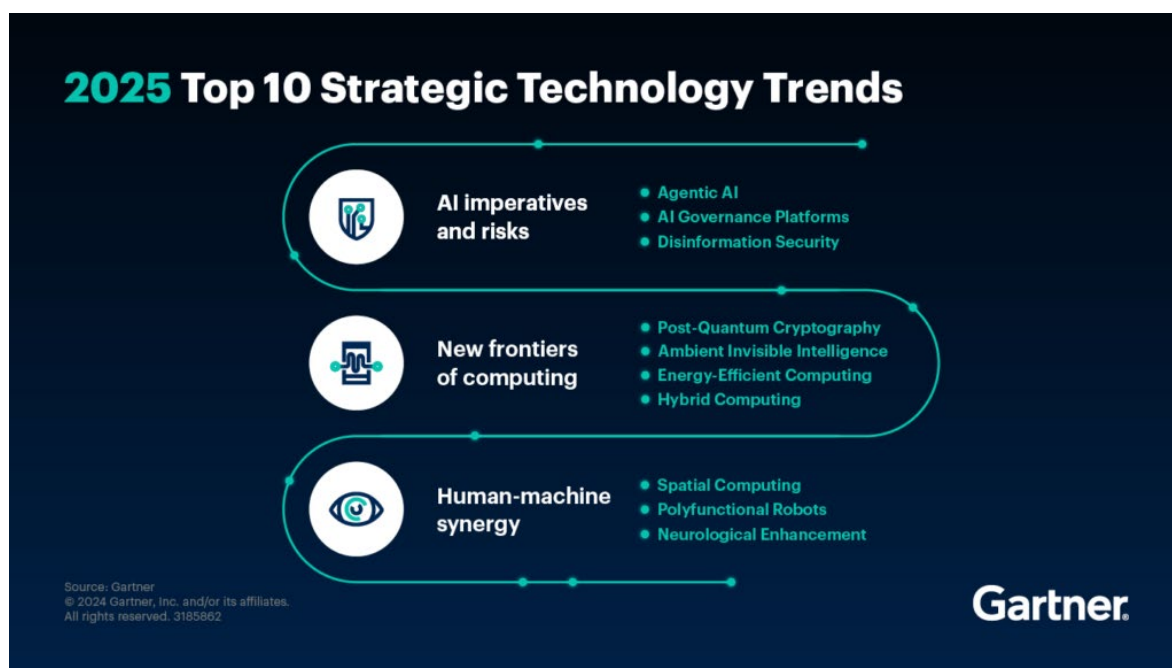 2025 Top 10 Strategic Technology Trends
AI imperatives
and risks
Agentic AI
AI Governance Platforms
Disinformation Security
New frontiers
of computing
Post-Quantum Cryptography
Ambient Invisible Intelligence
Energy-Efficient Computing
Hybrid Computing
Human-machine
synergy
Spatial Computing
Polyfunctional Robots
Neurological Enhancement
Source: Gartner
© 2024 Gartner, Inc. and/or its affiliates.
All rights reserved. 3185862
Gartner®